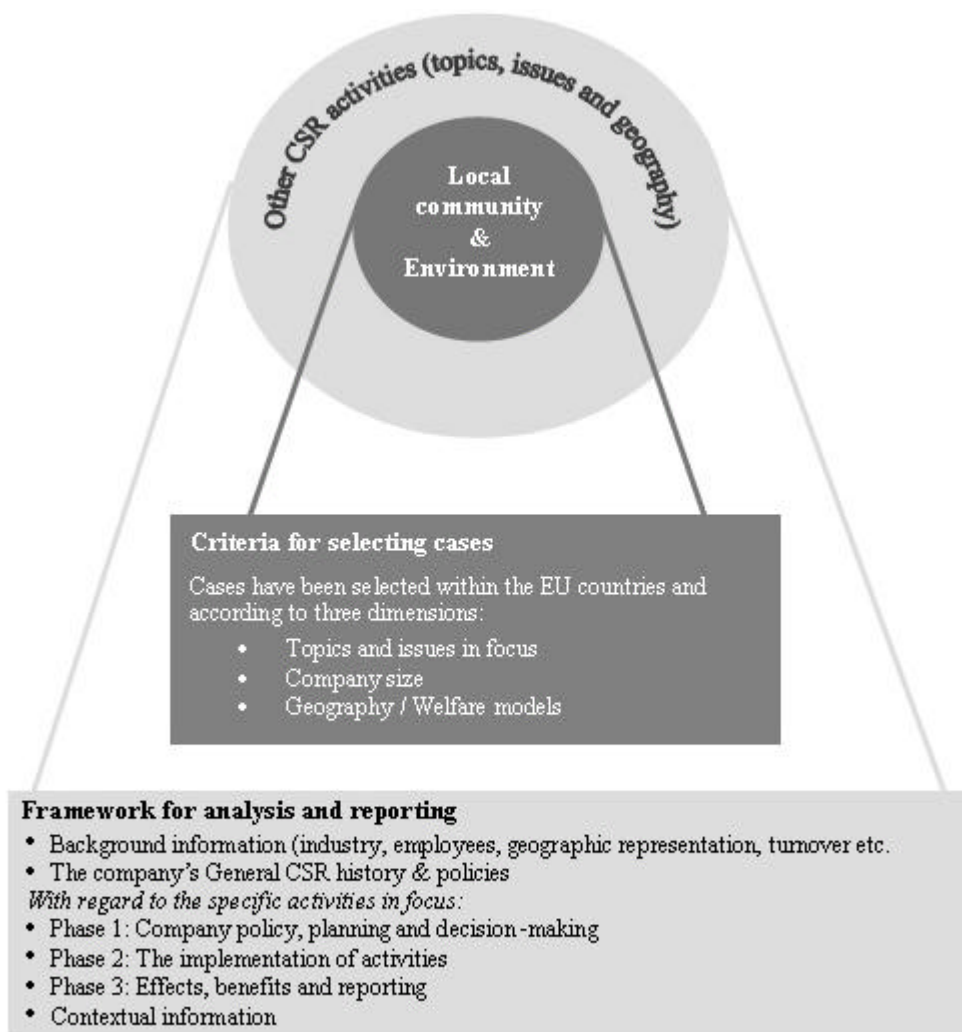 Other CSR activities (topics, issues and geography)
Local
community
&
Environment
Criteria for selecting cases
Cases have been selected within the EU countries and
according to three dimensions:
• Topics and issues in focus
• Company size
• Geography / Welfare models
Framework for analysis and reporting
• Background information (industry, employees, geographic representation, turnover etc.
• The company's General CSR history & policies
With regard to the specific activities in focus:
• Phase 1: Company policy, planning and decision-making
• Phase 2: The implementation of activities
• Phase 3: Effects, benefits and reporting
• Contextual information